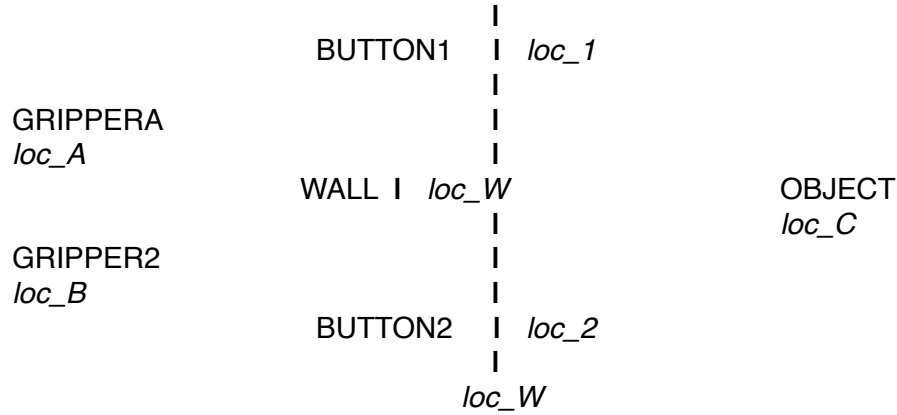 BUTTON1 loc_1
GRIPPERA
loc_A
WALL loc_W OBJECT
loc_C
GRIPPER2
loc_B
BUTTON2 loc_2
loc_W